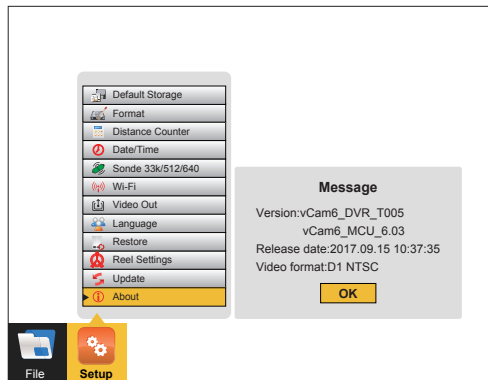 Default Storage
Format
Distance Counter
Date/Time
Sonde 33k/512/640
Wi-Fi
Video Out
Language
Restore
Reel Settings
Update
About
Message
Version:vCam6_DVR_T005
vCam6_MCU_6.03
Release date:2017.09.15 10:37:35
Video format:D1 NTSC
OK
File
Setup